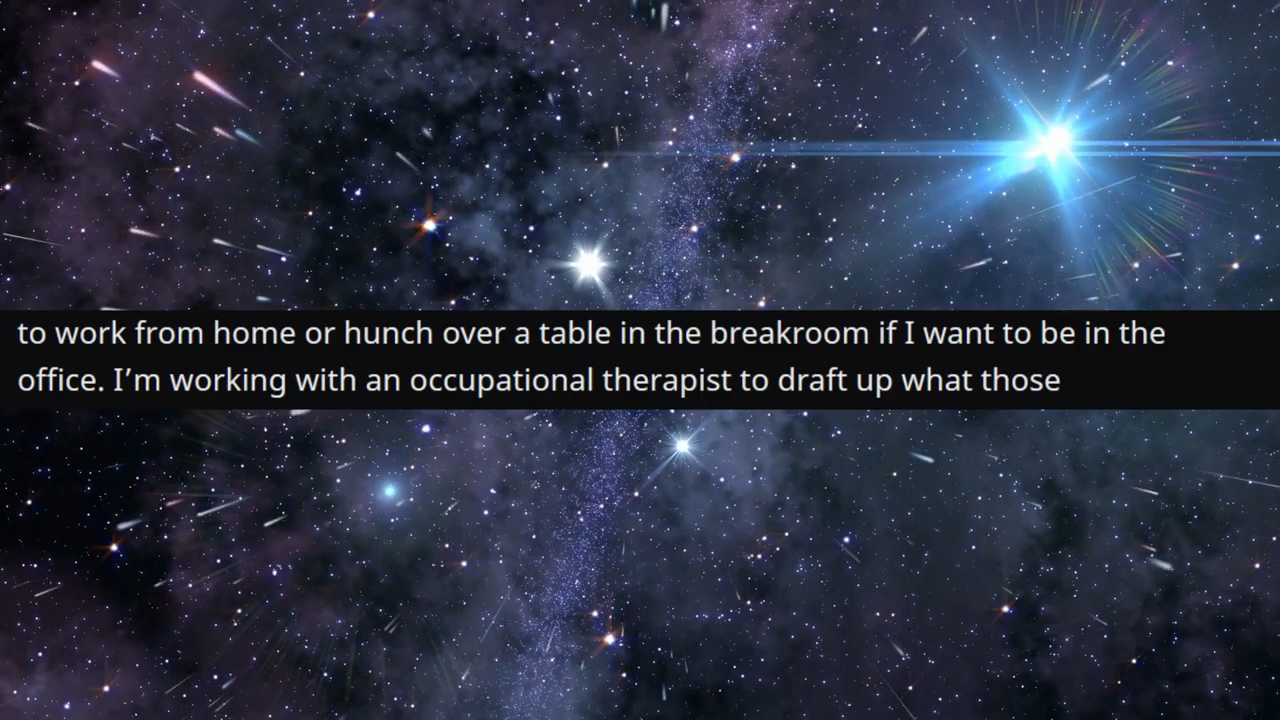 to work from home or hunch over a table in the breakroom if I want to be in the
office. I’m working with an occupational therapist to draft up what those